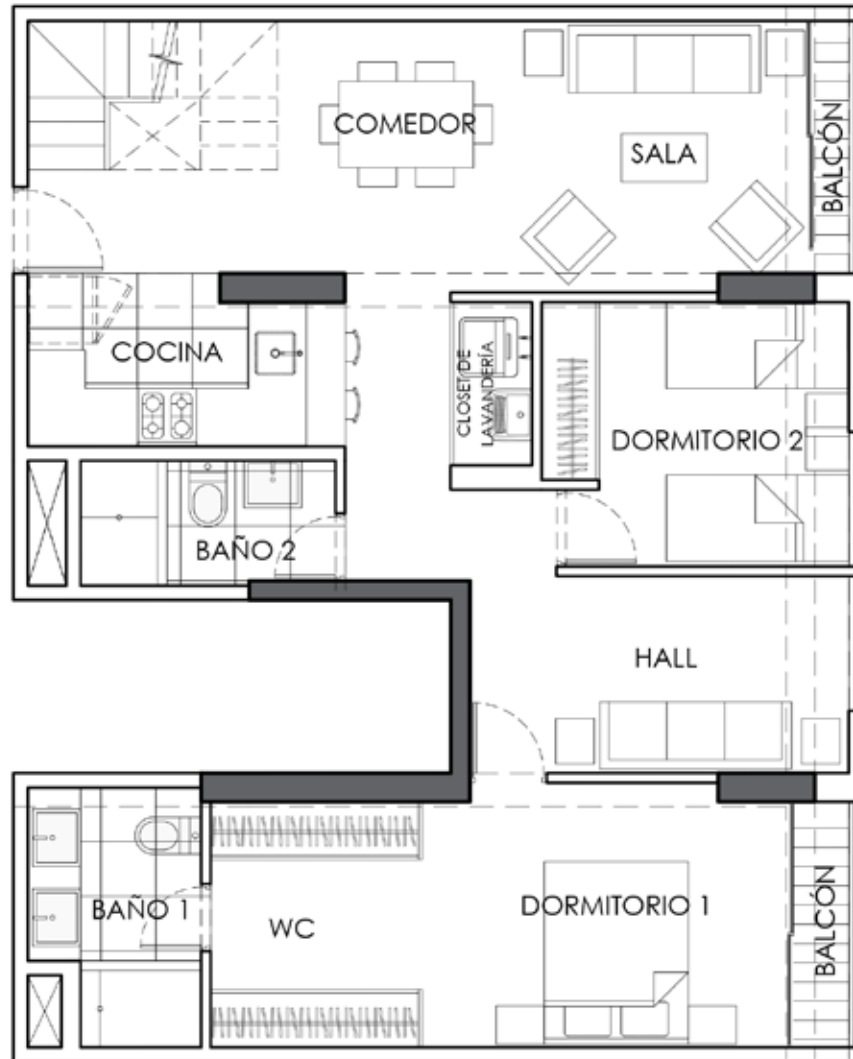 COMEDOR
SALA
BALCÓN
COCINA
CLOSET DE
LAVANDERÍA
DORMITORIO 2
BAÑO 2
HALL
BAÑO 1
WC
DORMITORIO 1
BALCÓN